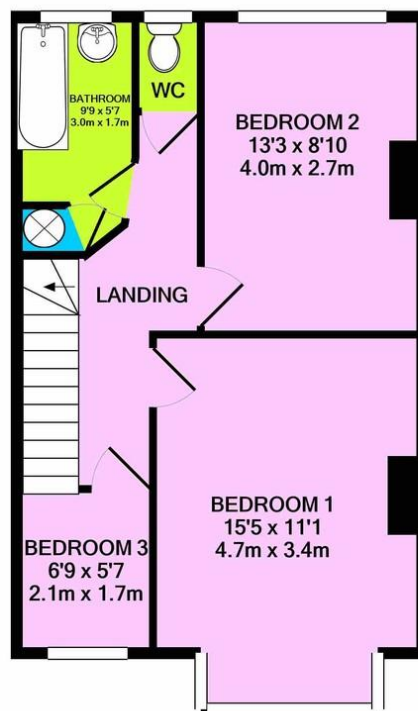 BATHROOM
9'9 x 5'7
3.0m x 1.7m
WC
BEDROOM 2
13'3 x 8'10
4.0m x 2.7m
LANDING
BEDROOM 1
15'5 x 11'1
4.7m x 3.4m
BEDROOM 3
6'9 x 5'7
2.1m x 1.7m